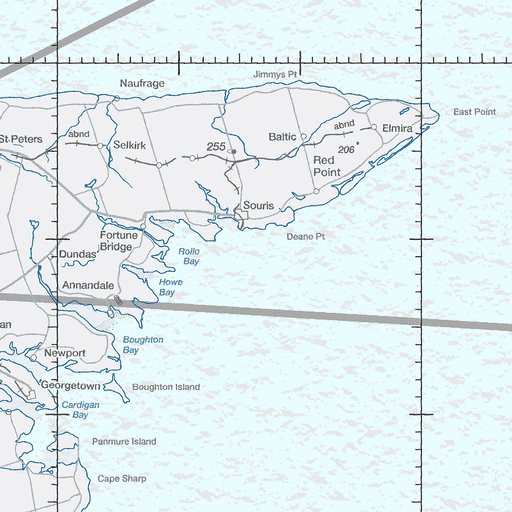 Jimmys Pt
Naufrage
East Point
St-Peters
abnd
Selkirk
255
Baltic
abnd
Elmira
206
Red
Point
Souris
Fortune
Bridge
Deane Pt
Rollo
Bay
Dundas
Annandale
Howe
Bay
an
Boughton
Bay
Newport
Georgetown
Boughton Island
Cardigan
Bay
Panmure Island
Cape Sharp